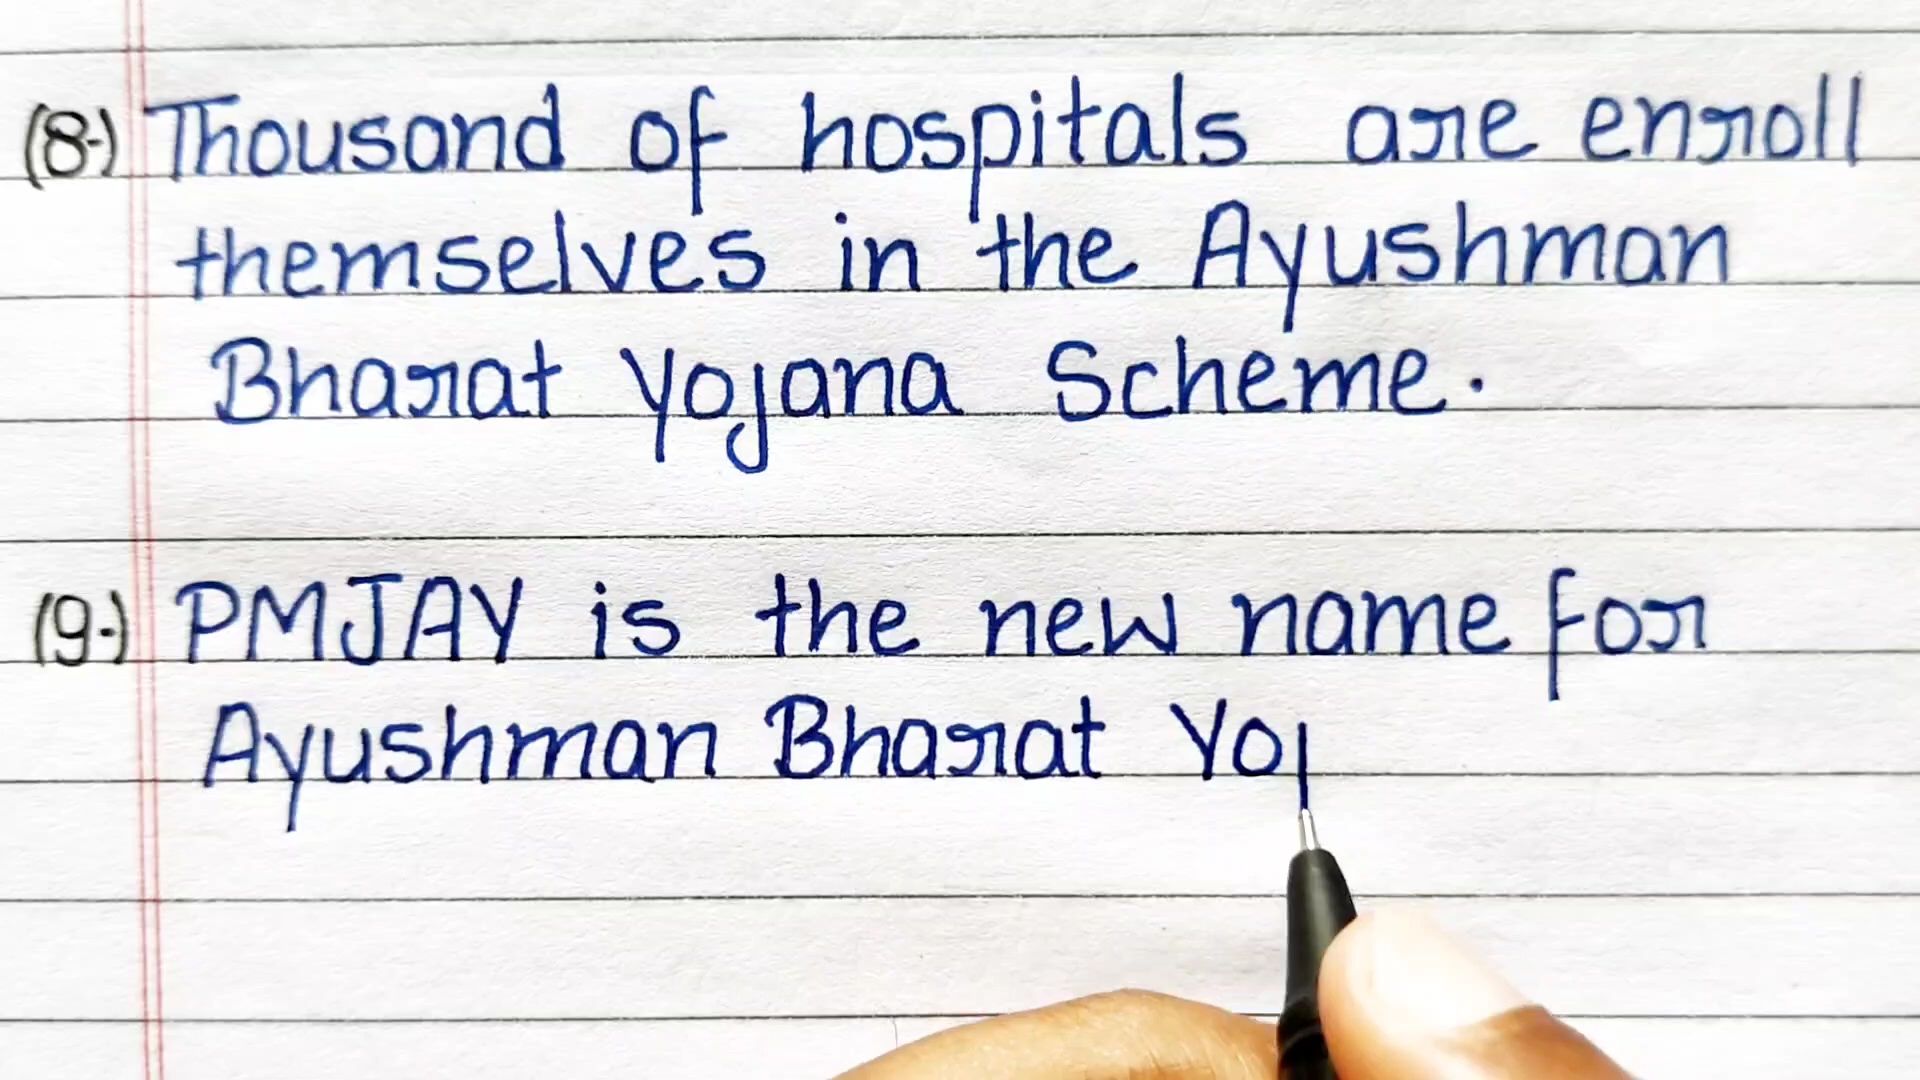 (8.) Thousand of hospitals are enroll
themselves in the Ayushman
Bharat Yojana Scheme.
(9.) PMJAY is the new name for
Ayushman Bharat Yoj